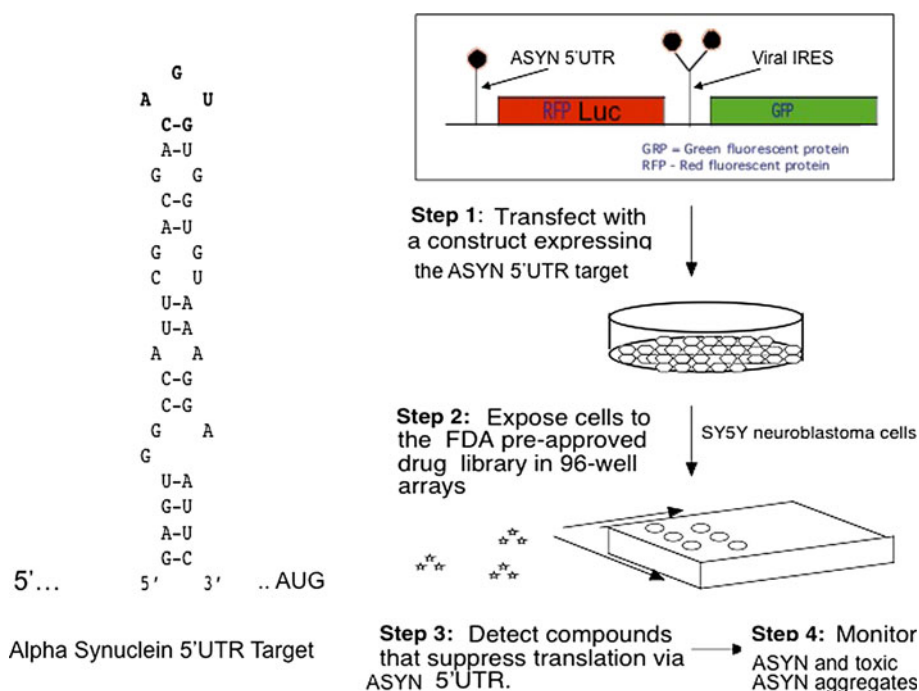 G
A U
C-G
A-U
G G
C-G
A-U
G G
C U
U-A
U-A
A A
C-G
C-G
G A
G
U-A
G-U
A-U
G-C
5'... 5' 3' .. AUG
Alpha Synuclein 5'UTR Target
ASYN 5'UTR
Viral IRES
RFP Luc
GFP
GRP = Green fluorescent protein
RFP - Red fluorescent protein
Step 1: Transfect with
a construct expressing
the ASYN 5'UTR target
Step 2: Expose cells to
the FDA pre-approved
drug library in 96-well
arrays
SY5Y neuroblastoma cells
Step 3: Detect compounds
that suppress translation via
ASYN 5'UTR.
Step 4: Monitor
ASYN and toxic
ASYN aggregates